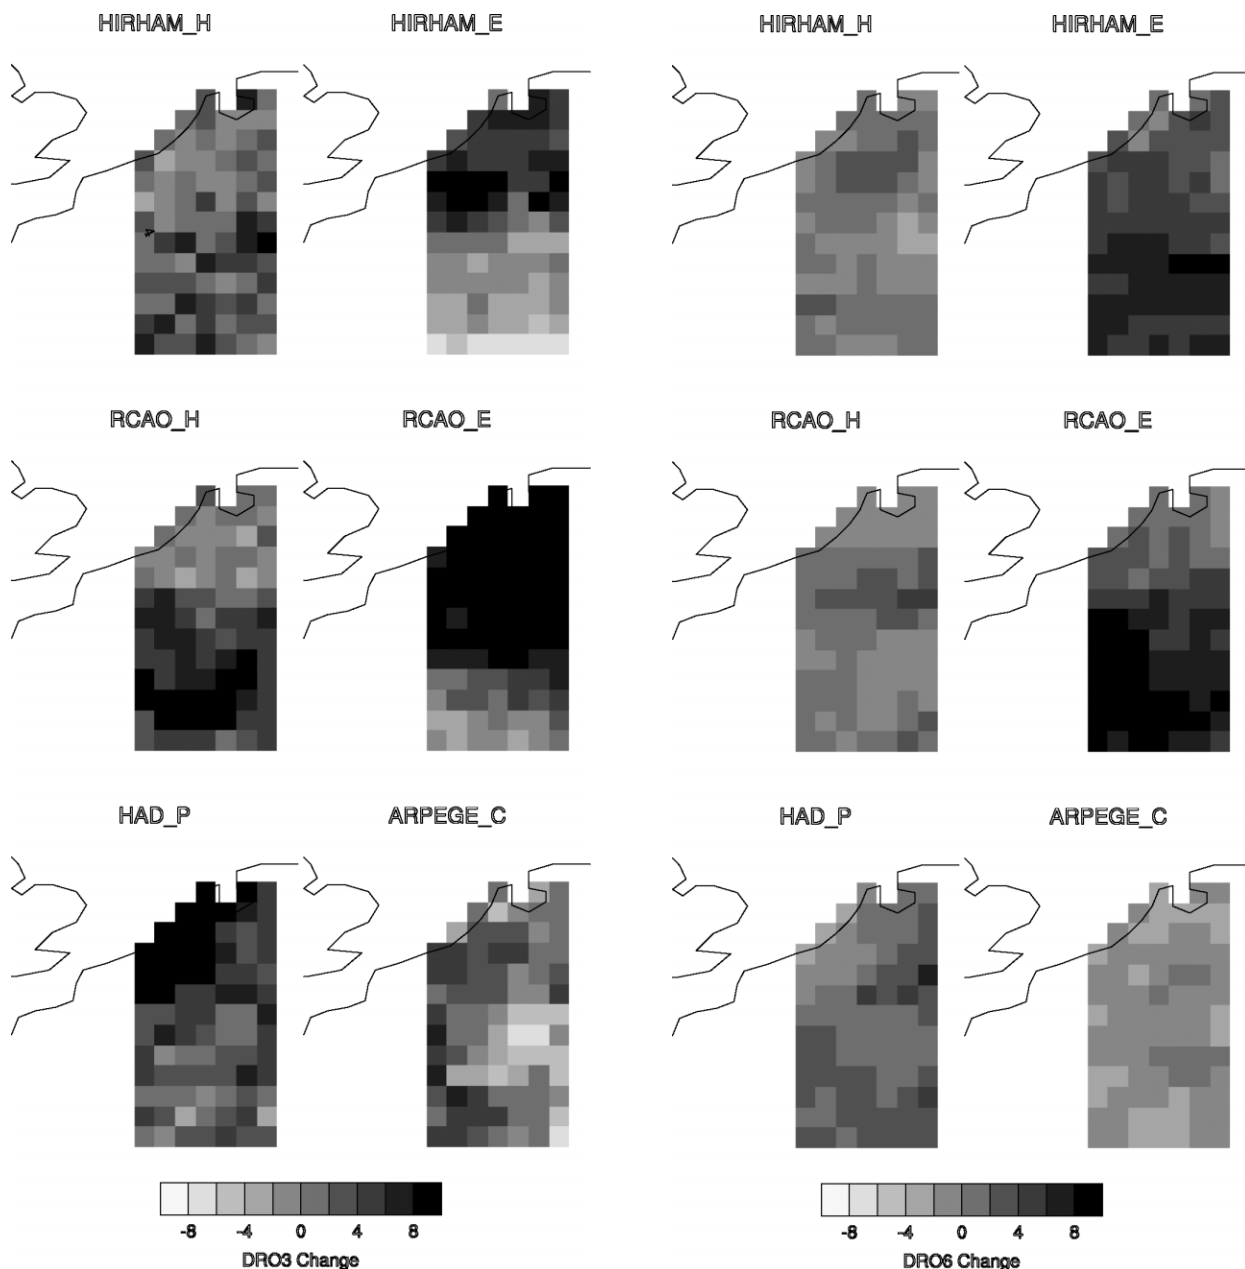 HIRHAM_H HIRHAM_E HIRHAM_H HIRHAM_E
RCAO_H RCAO_E RCAO_H RCAO_E
HAD_P ARPEGE_C HAD_P ARPEGE_C
-8 -4 0 4 8 -8 -4 0 4 8
DRO3 Change DRO6 Change